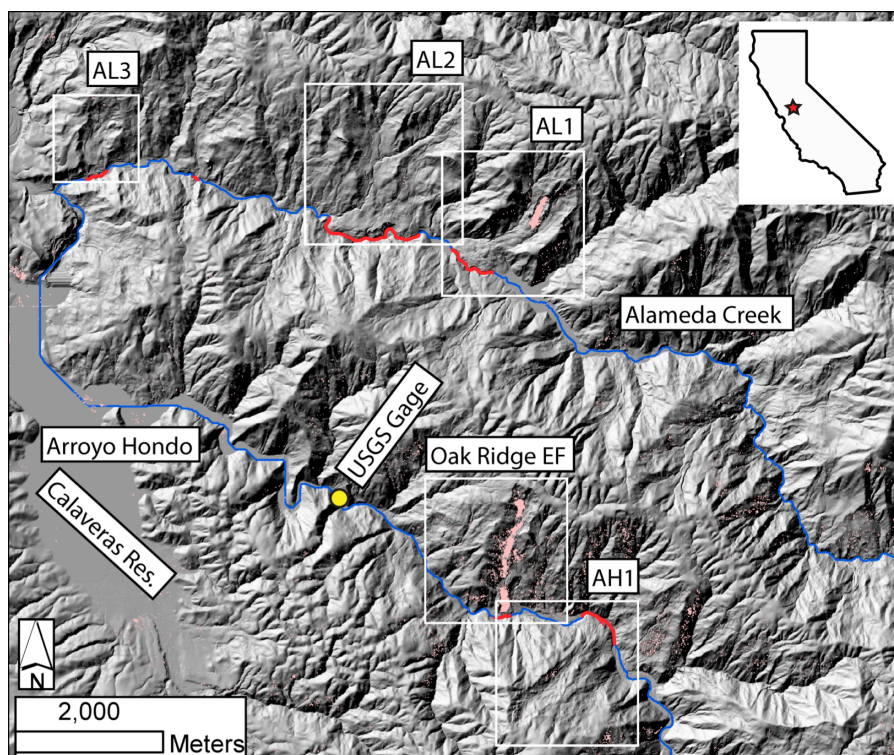 AL3
AL2
AL1
Alameda Creek
USGS Gage
Arroyo Hondo
Oak Ridge EF
Calaveras Res.
AH1
N
2,000
Meters